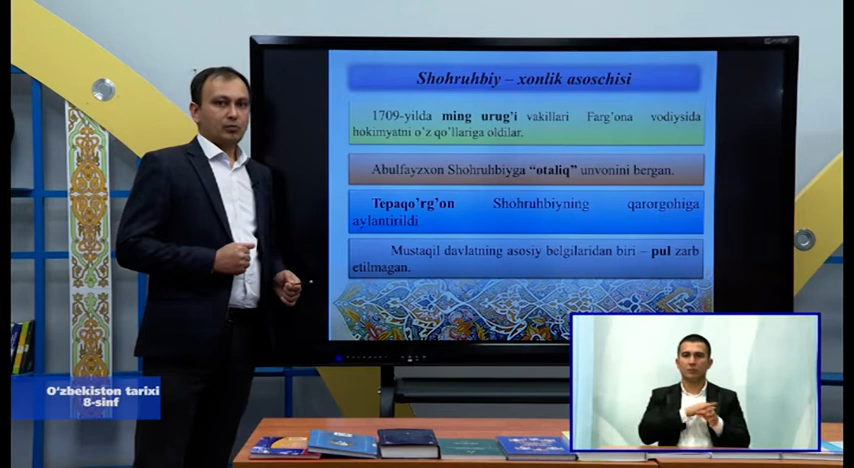 Shohruhbiy – xonlik asoschisi
1709-yilda ming urug'i vakillari Farg'ona vodiysida
hokimyatni o'z qo'llariga oldilar.
Abulfayzxon Shohruhbiyga “otaliq” unvonini bergan.
Tepaqo’rg’on Shohruhbiyning qarorgohiga
aylantirildi
Mustaqil davlatning asosiy belgilaridan biri – pul zarb
etilmagan.
O‘zbekiston tarixi
8-sinf